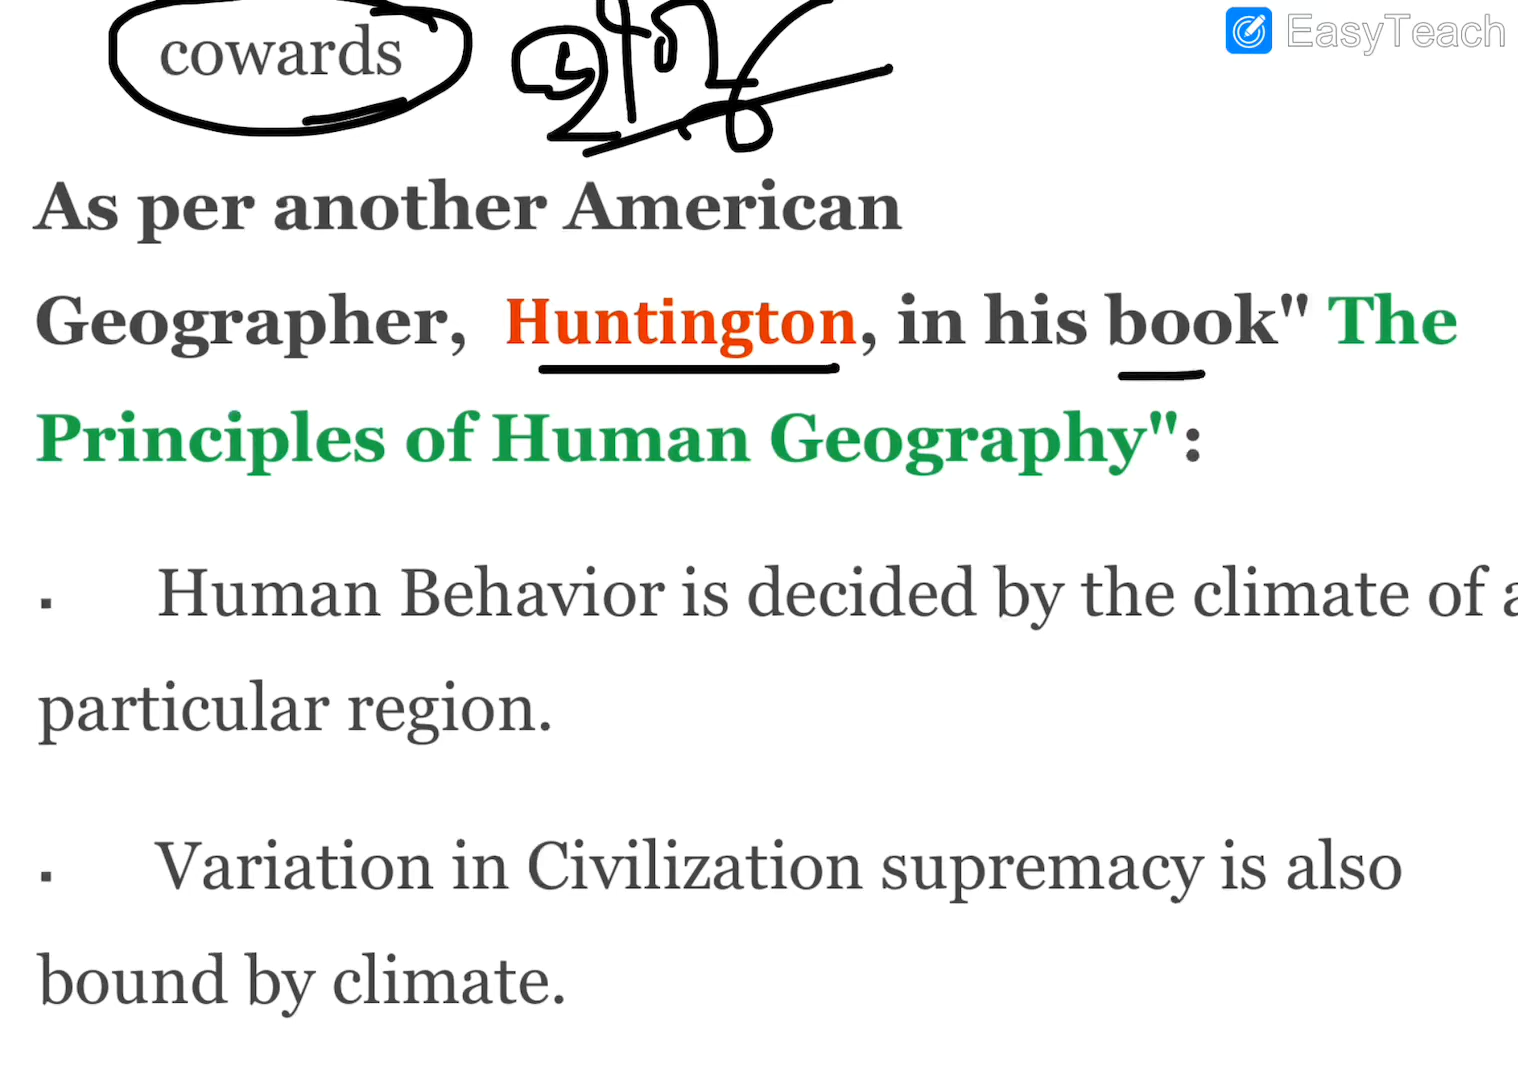 cowards
EasyTeach
As per another American
Geographer, Huntington, in his book" The
Principles of Human Geography":
▪ Human Behavior is decided by the climate of a
particular region.
▪ Variation in Civilization supremacy is also
bound by climate.